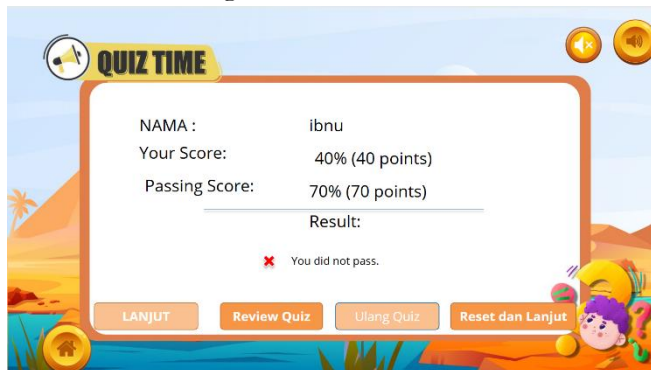 QUIZ TIME
NAMA : ibnu
Your Score: 40% (40 points)
Passing Score: 70% (70 points)
Result:
You did not pass.
LANJUT Review Quiz Ulang Quiz Reset dan Lanjut